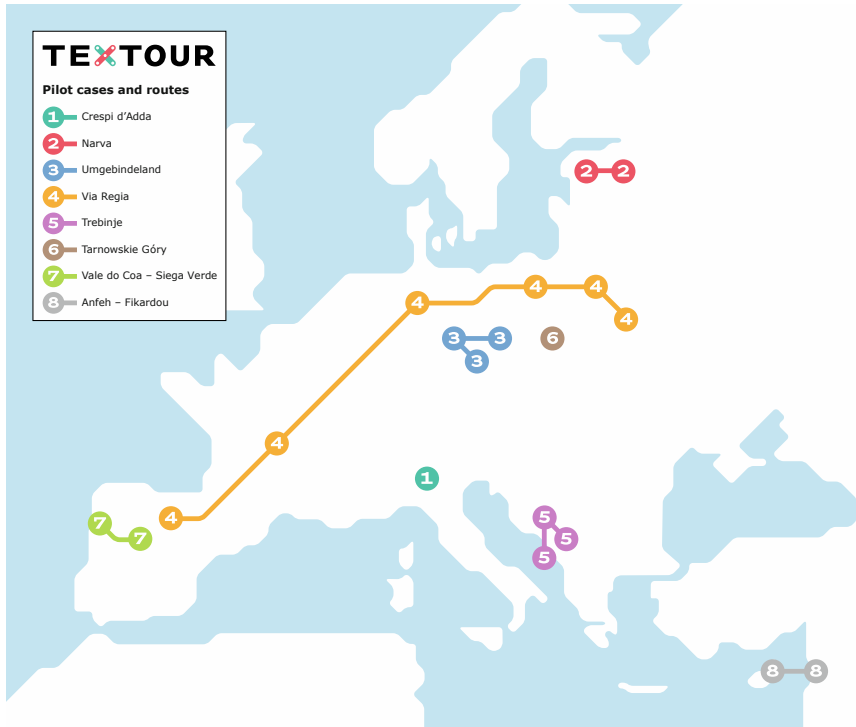 TEXTOUR
Pilot cases and routes
1 Crespi d’Adda
2 Narva
3 Umgebindeland
4 Via Regia
5 Trebinje
6 Tarnowskie Góry
7 Vale do Coa – Siega Verde
8 Anfeh – Fikardou
2 2
4 4
4
4
3 3 6
3
4
1
4 5
7
7 5
5
8 8